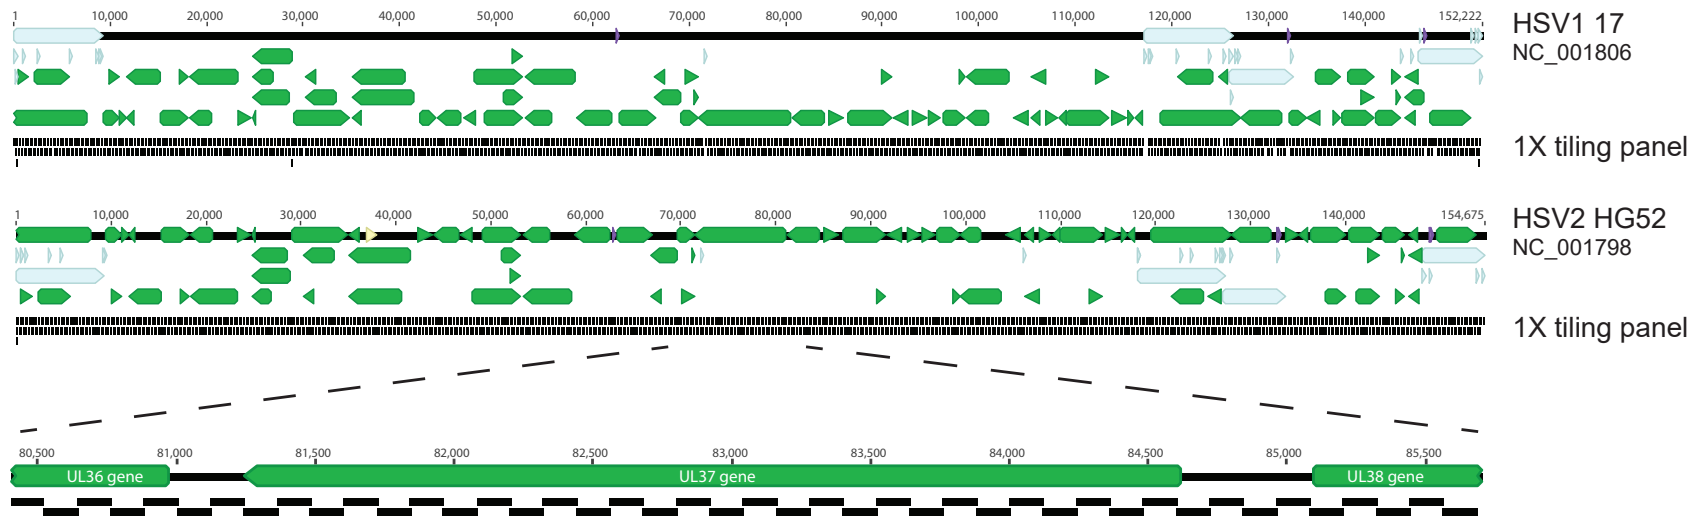 1 10,000 20,000 30,000 40,000 50,000 60,000 70,000 80,000 90,000 100,000 110,000 120,000 130,000 140,000 152,222
HSV1 17
NC_001806
1X tiling panel
1 10,000 20,000 30,000 40,000 50,000 60,000 70,000 80,000 90,000 100,000 110,000 120,000 130,000 140,000 154,675
HSV2 HG52
NC_001798
1X tiling panel
80,500 81,000 81,500 82,000 82,500 83,000 83,500 84,000 84,500 85,000 85,500
UL36 gene UL37 gene UL38 gene